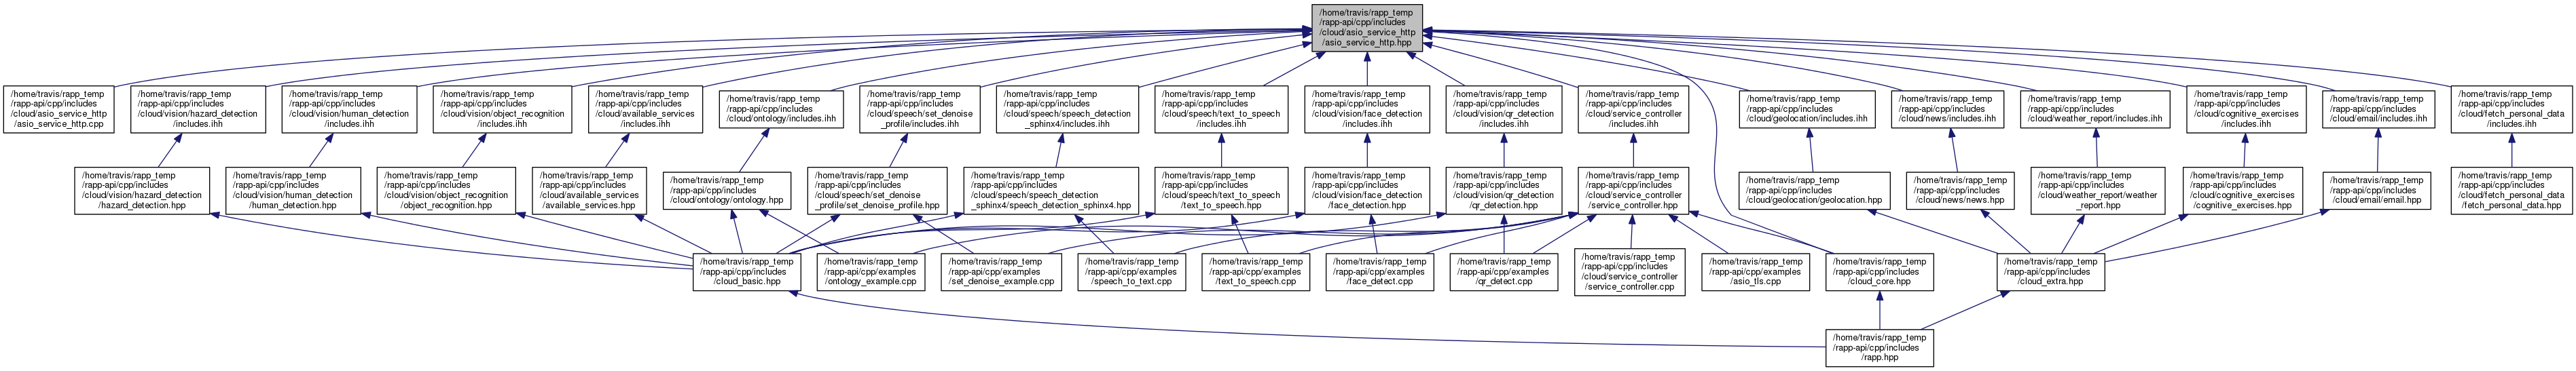 /home/travis/rapp_temp
/rapp-api/cpp/includes
/cloud/asio_service_http
/asio_service_http.hpp
/home/travis/rapp_temp
/rapp-api/cpp/includes
/cloud/asio_service_http
/asio_service_http.cpp
/home/travis/rapp_temp
/rapp-api/cpp/includes
/cloud/vision/hazard_detection
/includes.ihh
/home/travis/rapp_temp
/rapp-api/cpp/includes
/cloud/vision/human_detection
/includes.ihh
/home/travis/rapp_temp
/rapp-api/cpp/includes
/cloud/vision/object_recognition
/includes.ihh
/home/travis/rapp_temp
/rapp-api/cpp/includes
/cloud/available_services
/includes.ihh
/home/travis/rapp_temp
/rapp-api/cpp/includes
/cloud/ontology/includes.ihh
/home/travis/rapp_temp
/rapp-api/cpp/includes
/cloud/speech/set_denoise
_profile/includes.ihh
/home/travis/rapp_temp
/rapp-api/cpp/includes
/cloud/speech/speech_detection
_sphinx4/includes.ihh
/home/travis/rapp_temp
/rapp-api/cpp/includes
/cloud/speech/text_to_speech
/includes.ihh
/home/travis/rapp_temp
/rapp-api/cpp/includes
/cloud/vision/face_detection
/includes.ihh
/home/travis/rapp_temp
/rapp-api/cpp/includes
/cloud/vision/qr_detection
/includes.ihh
/home/travis/rapp_temp
/rapp-api/cpp/includes
/cloud/service_controller
/includes.ihh
/home/travis/rapp_temp
/rapp-api/cpp/includes
/cloud/geolocation/includes.ihh
/home/travis/rapp_temp
/rapp-api/cpp/includes
/cloud/news/includes.ihh
/home/travis/rapp_temp
/rapp-api/cpp/includes
/cloud/weather_report/includes.ihh
/home/travis/rapp_temp
/rapp-api/cpp/includes
/cloud/cognitive_exercises
/includes.ihh
/home/travis/rapp_temp
/rapp-api/cpp/includes
/cloud/email/includes.ihh
/home/travis/rapp_temp
/rapp-api/cpp/includes
/cloud/fetch_personal_data
/includes.ihh
/home/travis/rapp_temp
/rapp-api/cpp/includes
/cloud/vision/hazard_detection
/hazard_detection.hpp
/home/travis/rapp_temp
/rapp-api/cpp/includes
/cloud/vision/human_detection
/human_detection.hpp
/home/travis/rapp_temp
/rapp-api/cpp/includes
/cloud/vision/object_recognition
/object_recognition.hpp
/home/travis/rapp_temp
/rapp-api/cpp/includes
/cloud/available_services
/available_services.hpp
/home/travis/rapp_temp
/rapp-api/cpp/includes
/cloud/ontology/ontology.hpp
/home/travis/rapp_temp
/rapp-api/cpp/includes
/cloud/speech/set_denoise
_profile/set_denoise_profile.hpp
/home/travis/rapp_temp
/rapp-api/cpp/includes
/cloud/speech/speech_detection
_sphinx4/speech_detection_sphinx4.hpp
/home/travis/rapp_temp
/rapp-api/cpp/includes
/cloud/speech/text_to_speech
/text_to_speech.hpp
/home/travis/rapp_temp
/rapp-api/cpp/includes
/cloud/vision/face_detection
/face_detection.hpp
/home/travis/rapp_temp
/rapp-api/cpp/includes
/cloud/vision/qr_detection
/qr_detection.hpp
/home/travis/rapp_temp
/rapp-api/cpp/includes
/cloud/service_controller
/service_controller.hpp
/home/travis/rapp_temp
/rapp-api/cpp/includes
/cloud/geolocation/geolocation.hpp
/home/travis/rapp_temp
/rapp-api/cpp/includes
/cloud/news/news.hpp
/home/travis/rapp_temp
/rapp-api/cpp/includes
/cloud/weather_report/weather
_report.hpp
/home/travis/rapp_temp
/rapp-api/cpp/includes
/cloud/cognitive_exercises
/cognitive_exercises.hpp
/home/travis/rapp_temp
/rapp-api/cpp/includes
/cloud/email/email.hpp
/home/travis/rapp_temp
/rapp-api/cpp/includes
/cloud/fetch_personal_data
/fetch_personal_data.hpp
/home/travis/rapp_temp
/rapp-api/cpp/includes
/cloud_basic.hpp
/home/travis/rapp_temp
/rapp-api/cpp/examples
/ontology_example.cpp
/home/travis/rapp_temp
/rapp-api/cpp/examples
/set_denoise_example.cpp
/home/travis/rapp_temp
/rapp-api/cpp/examples
/speech_to_text.cpp
/home/travis/rapp_temp
/rapp-api/cpp/examples
/text_to_speech.cpp
/home/travis/rapp_temp
/rapp-api/cpp/examples
/face_detect.cpp
/home/travis/rapp_temp
/rapp-api/cpp/examples
/qr_detect.cpp
/home/travis/rapp_temp
/rapp-api/cpp/includes
/cloud/service_controller
/service_controller.cpp
/home/travis/rapp_temp
/rapp-api/cpp/examples
/asio_tls.cpp
/home/travis/rapp_temp
/rapp-api/cpp/includes
/cloud_core.hpp
/home/travis/rapp_temp
/rapp-api/cpp/includes
/cloud_extra.hpp
/home/travis/rapp_temp
/rapp-api/cpp/includes
/rapp.hpp